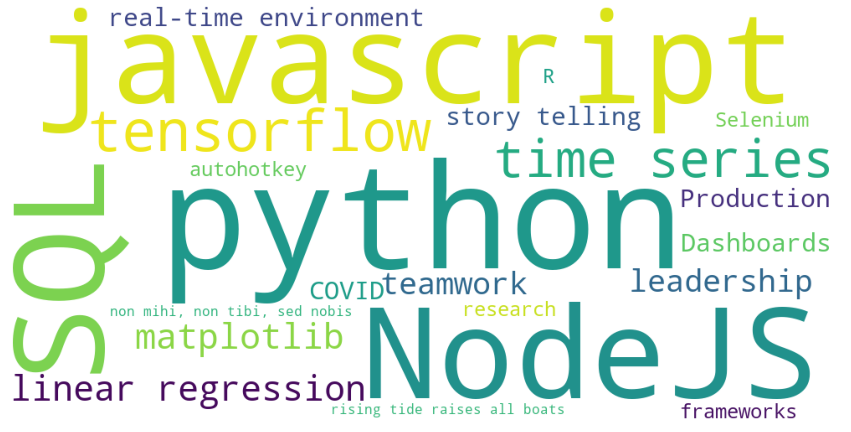 real-time environment
javascript
R
tensorflow
story telling
Selenium
time series
autohotkey
SQL
python
Production
Dashboards
COVID
teamwork
leadership
non mihi, non tibi, sed nobis
research
matplotlib
NodeJS
linear regression
rising tide raises all boats
frameworks